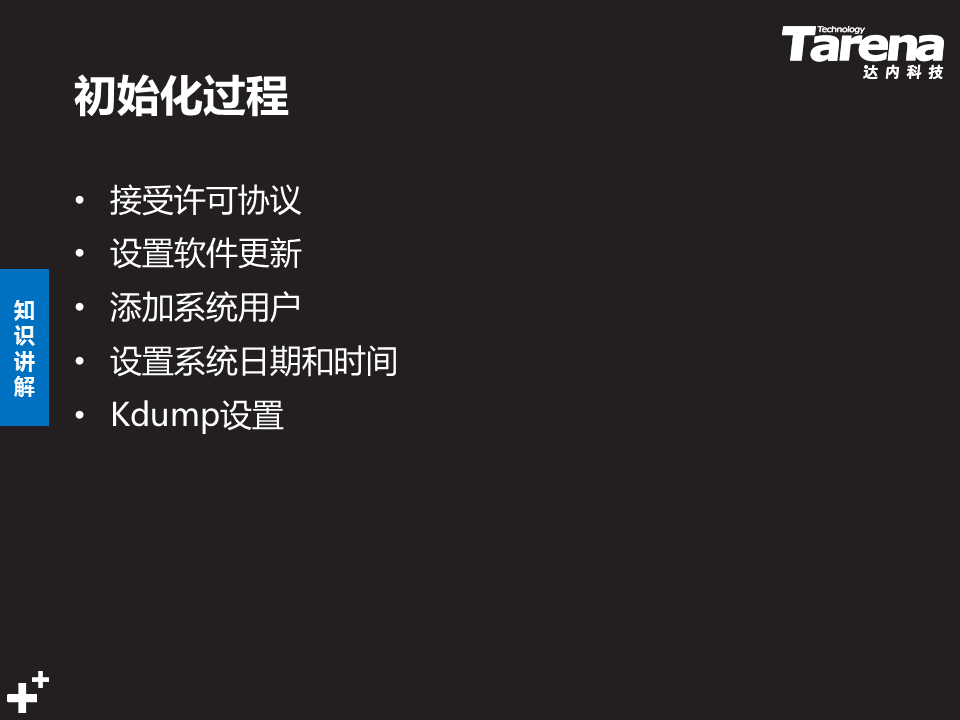 Technology
Tarena
达内科技
初始化过程
• 接受许可协议
• 设置软件更新
• 添加系统用户
• 设置系统日期和时间
• Kdump设置
知识讲解